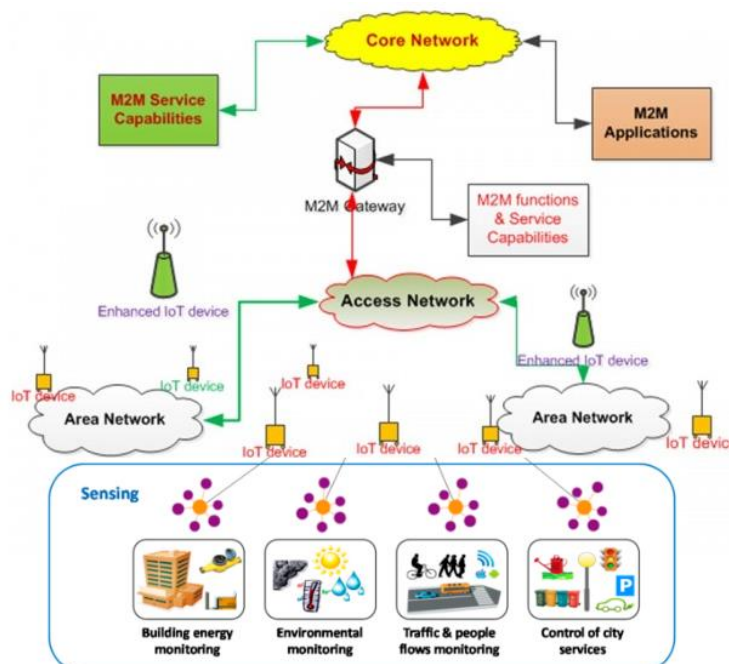 Core Network
M2M Service
Capabilities
M2M
Applications
M2M Gateway
M2M functions
& Service
Capabilities
Enhanced IoT device
Access Network
Enhanced IoT device
IoT device
IoT device
IoT device
Area Network
IoT device
IoT device
IoT device
Area Network
IoT device
Sensing
P
Building energy
monitoring
Environmental
monitoring
Traffic & people
flows monitoring
Control of city
services